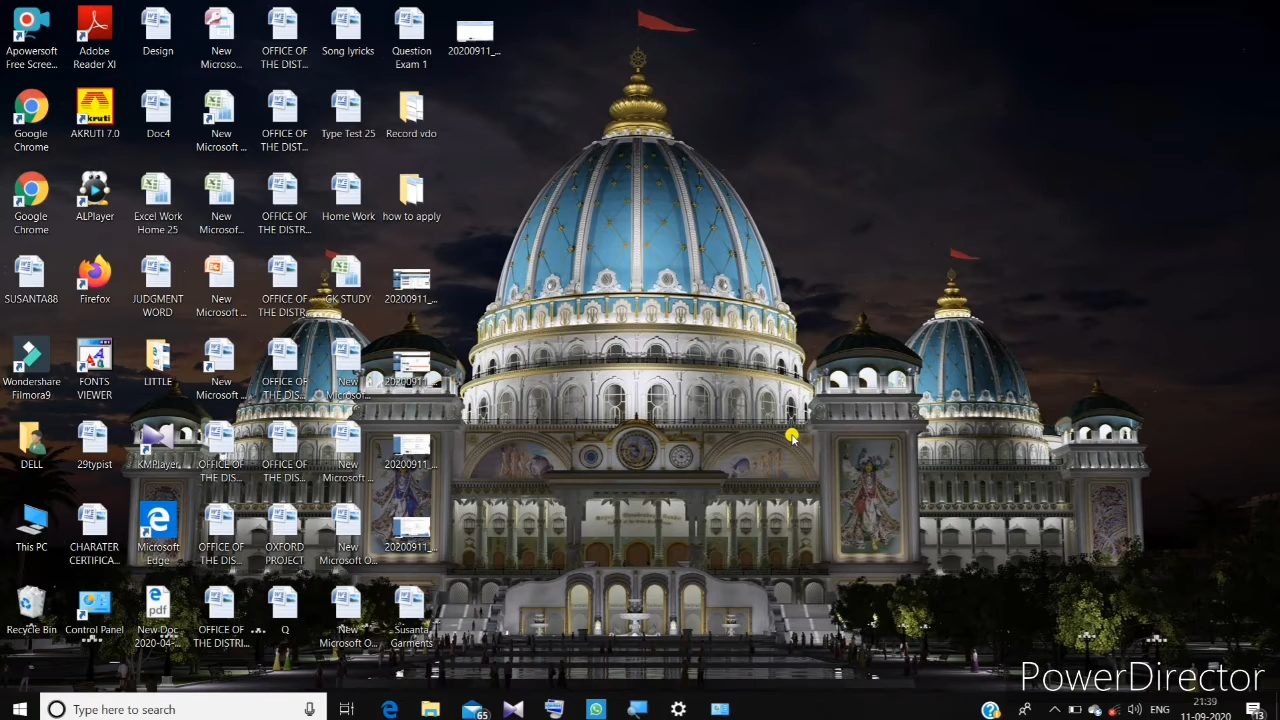 Apowersoft
Free Scree...
Adobe
Reader XI
Design
New
Microso...
OFFICE OF
THE DIST...
Song lyricks
Question
Exam 1
20200911_...
Google
Chrome
AKRUTI 7.0
Doc4
New
Microsoft ...
OFFICE OF
THE DIST...
Type Test 25
Record vdo
Google
Chrome
ALPlayer
Excel Work
Home 25
New
Microsof...
OFFICE OF
THE DISTR...
Home Work
how to apply
SUSANTA88
Firefox
JUDGMENT
WORD
New
Microsoft ...
OFFICE OF
THE DISTR...
CK STUDY
20200911_...
Wondershare
Filmora9
FONTS
VIEWER
LITTLE
New
Microsoft ...
OFFICE OF
THE DIS...
New
Microsof...
20200911_...
DELL
29typist
KMPlayer
OFFICE OF
THE DIS...
OFFICE OF
THE DIS...
New
Microsoft ...
20200911_...
This PC
CHARATER
CERTIFICA...
Microsoft
Edge
OFFICE OF
THE DIS...
OXFORD
PROJECT
New
Microsoft O...
20200911_...
Recycle Bin
Control Panel
New Doc
2020-04-...
OFFICE OF
THE DISTRI...
Q
New
Microsoft O...
Susanta
Garments
PowerDirector
Type here to search
65
ENG
21:39
11-09-2020
13